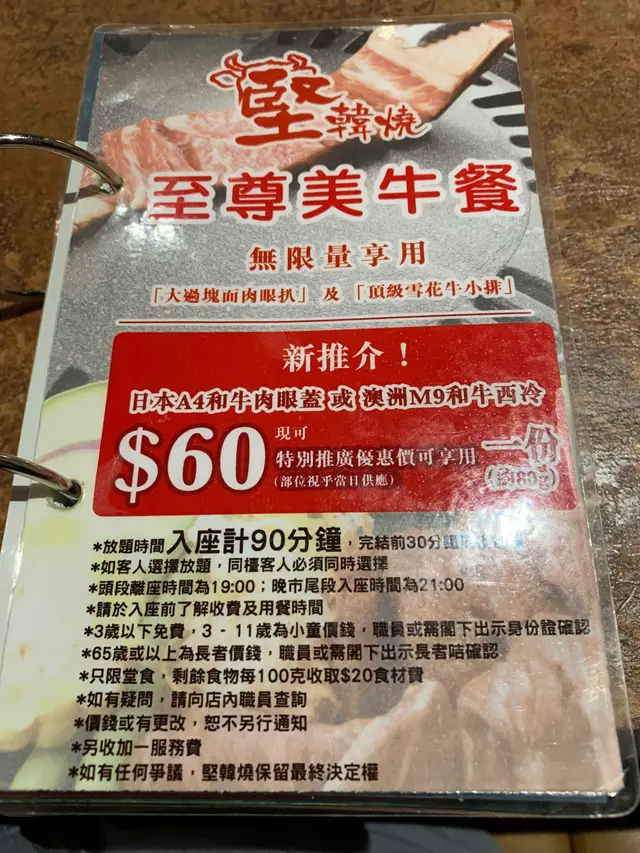 堅韓燒
至尊美牛餐
無限量享用
「大過塊面肉眼扒」及「頂級雪花牛小排」
新推介！
日本A4和牛肉眼蓋 或 澳洲M9和牛西冷
$60 現可
特別推廣優惠價可享用 一份
(部位視乎當日供應) (約80g)
*放題時間入座計90分鐘，完結前30分鐘
*如客人選擇放題，同檯客人必須同時選擇
*頭段離座時間為19:00；晚市尾段入座時間為21:00
*請於入座前了解收費及用餐時間
*3歲以下免費，3 - 11歲為小童價錢，職員或需閣下出示身份證確認
*65歲或以上為長者價錢，職員或需閣下出示長者咭確認
*只限堂食，剩餘食物每100克收取$20食材費
*如有疑問，請向店內職員查詢
*價錢或有更改，恕不另行通知
*另收加一服務費
*如有任何爭議，堅韓燒保留最終決定權